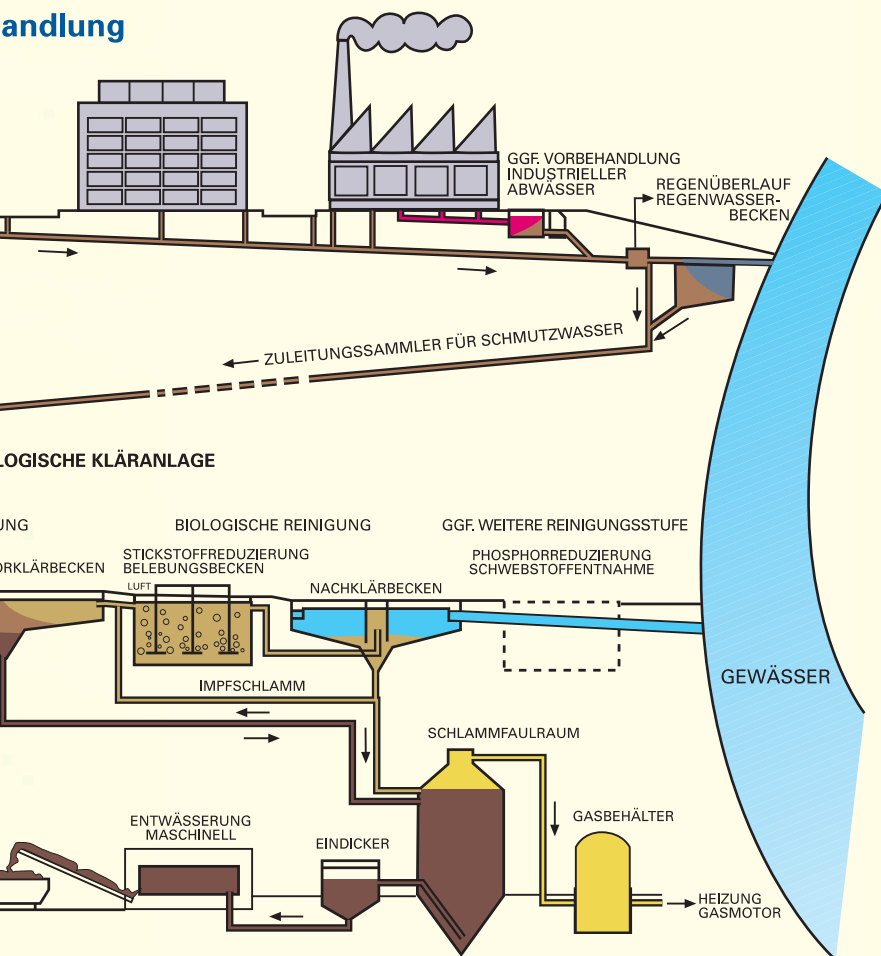 andlung
GGF. VORBEHANDLUNG
INDUSTRIELLER
ABWÄSSER
REGENÜBERLAUF
REGENWASSER-
BECKEN
ZULEITUNGSSAMMLER FÜR SCHMUTZWASSER
LOGISCHE KLÄRANLAGE
UNG
BIOLOGISCHE REINIGUNG
GGF. WEITERE REINIGUNGSSTUFE
ORKLÄRBECKEN
STICKSTOFFREDUZIERUNG
BELEBUNGSBECKEN
PHOSPHORREDUZIERUNG
SCHWEBSTOFFENTNAHME
LUFT
NACHKLÄRBECKEN
IMPFSCHLAMM
GEWÄSSER
SCHLAMMFAULRAUM
ENTWÄSSERUNG
MASCHINELL
EINDICKER
GASBEHÄLTER
HEIZUNG
GASMOTOR